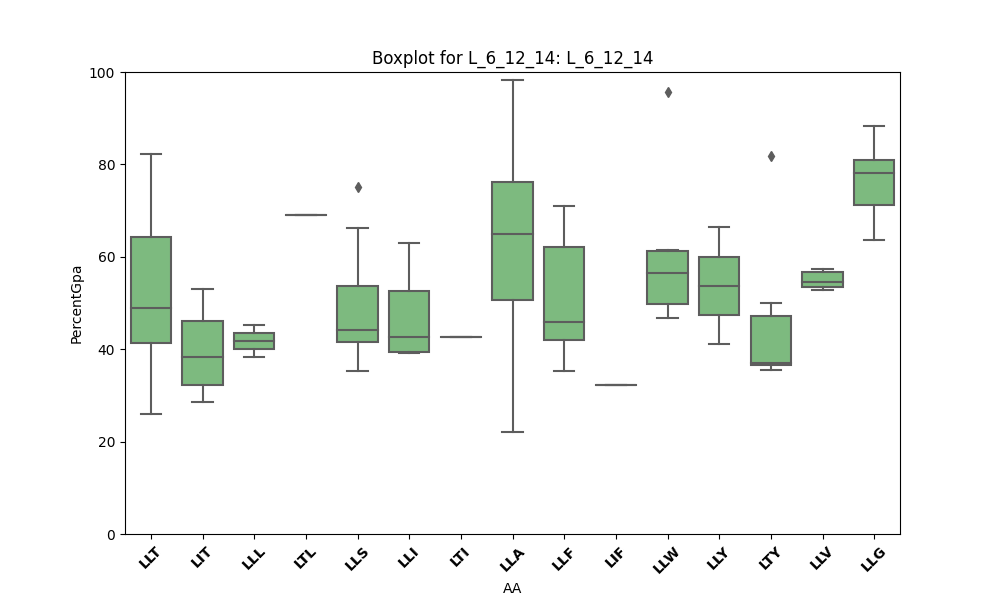 Boxplot for L_6_12_14: L_6_12_14
PercentGpa
100
80
60
40
20
0
LLT LIT LLL LTL LLS LLI LTI LLA LLF LIF LLW LLY LTY LLV LLG
AA